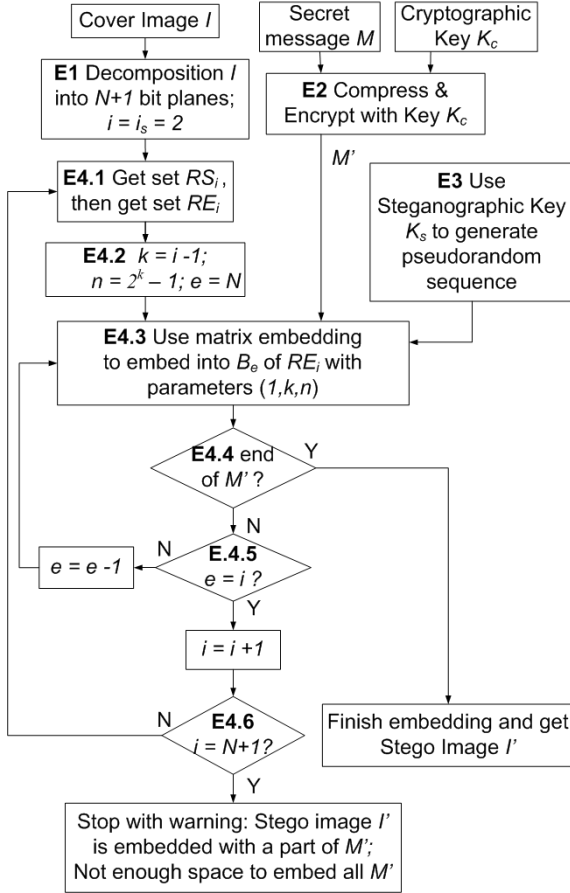 Cover Image I
Secret
message M
Cryptographic
Key Kc
E1 Decomposition I
into N+1 bit planes;
i = is = 2
E2 Compress &
Encrypt with Key Kc
M'
E4.1 Get set RSi,
then get set REi
E3 Use
Steganographic Key
Ks to generate
pseudorandom
sequence
E4.2 k = i -1;
n = 2^k – 1; e = N
E4.3 Use matrix embedding
to embed into Be of REi with
parameters (1,k,n)
E4.4 end
of M' ?
Y
N
E.4.5
e = i ?
N
e = e -1
Y
i = i +1
E4.6
i = N+1?
N
Y
Finish embedding and get
Stego Image I'
Stop with warning: Stego image I'
is embedded with a part of M';
Not enough space to embed all M'